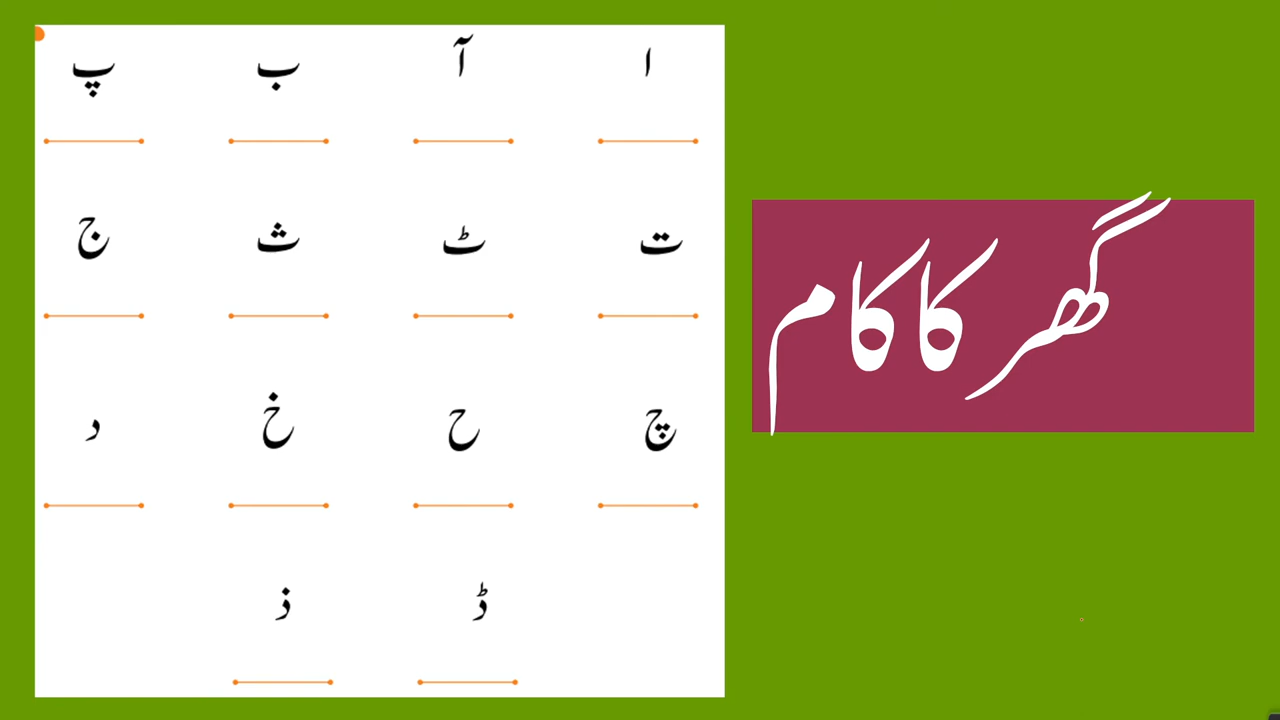 ا آ ب پ
ت ٹ ث ج
چ ح خ د
ڈ ذ
گھر کا کام